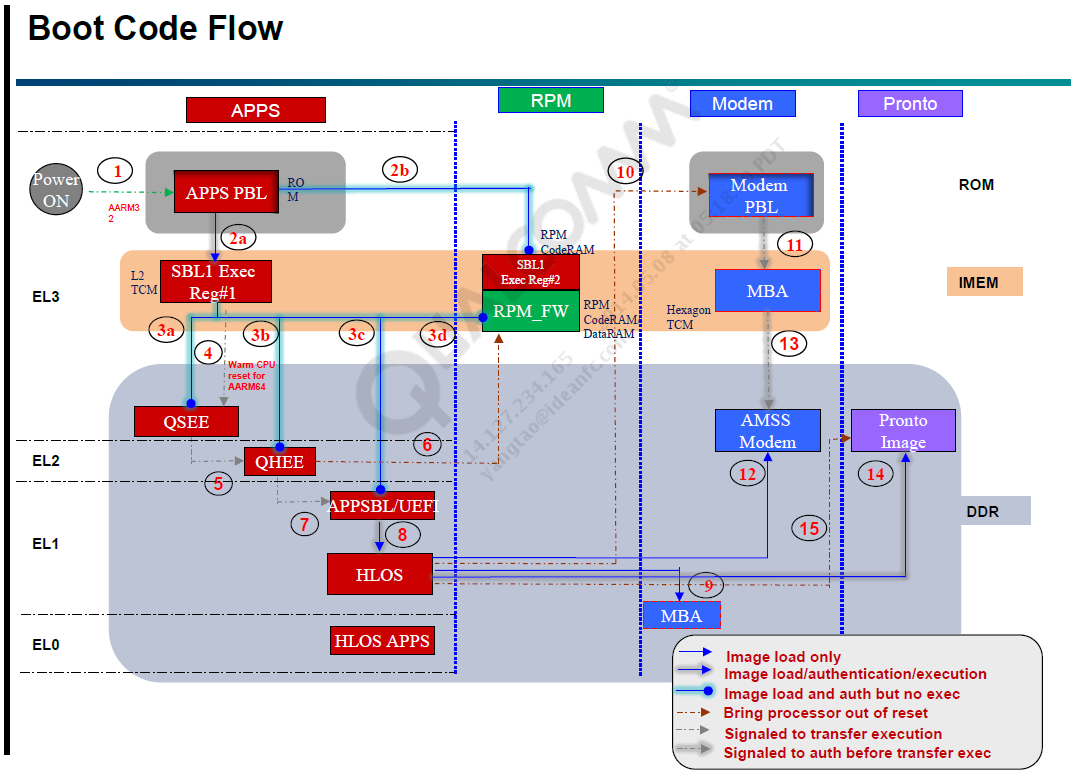 Boot Code Flow
APPS
RPM
Modem
Pronto
Power
ON
1
AARM3
2
APPS PBL
RO
M
2b
10
Modem
PBL
ROM
2a
RPM
CodeRAM
11
EL3
L2
TCM
SBL1 Exec
Reg#1
SBL1
Exec Reg#2
RPM_FW
RPM
CodeRAM
DataRAM
Hexagon
TCM
MBA
IMEM
3a
3b
3c
3d
4
Warm CPU
reset for
AARM64
13
QSEE
6
AMSS
Modem
Pronto
Image
EL2
QHEE
5
12
14
APPSBL/UEFI
DDR
7
8
15
EL1
HLOS
9
MBA
EL0
HLOS APPS
Image load only
Image load/authentication/execution
Image load and auth but no exec
Bring processor out of reset
Signaled to transfer execution
Signaled to auth before transfer exec